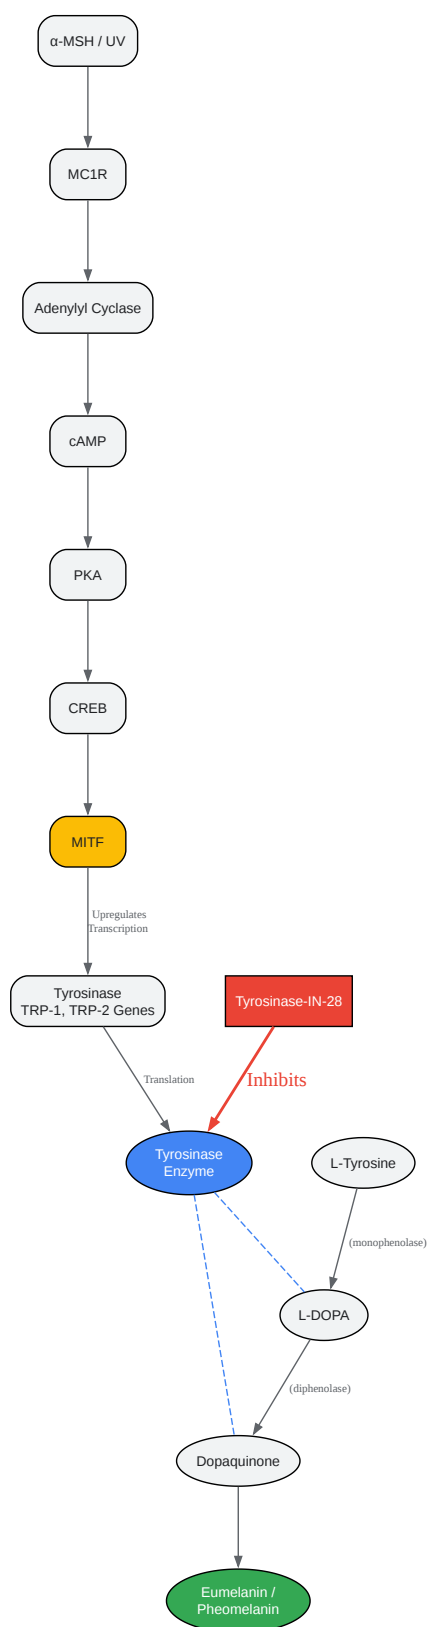 α-MSH / UV
MC1R
Adenylyl Cyclase
cAMP
PKA
CREB
MITF
Upregulates
Transcription
Tyrosinase
TRP-1, TRP-2 Genes
Tyrosinase-IN-28
Translation
Inhibits
Tyrosinase
Enzyme
L-Tyrosine
(monophenolase)
L-DOPA
(diphenolase)
Dopaquinone
Eumelanin /
Pheomelanin